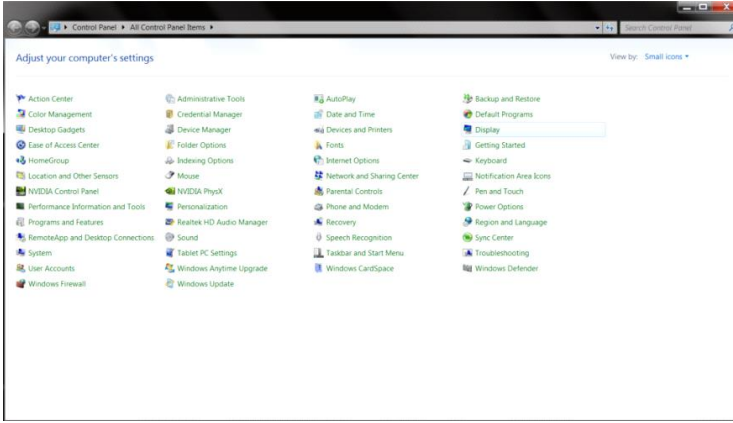 Control Panel ▸ All Control Panel Items ▸ Search Control Panel
Adjust your computer's settings View by: Small icons
Action Center Administrative Tools AutoPlay Backup and Restore
Color Management Credential Manager Date and Time Default Programs
Desktop Gadgets Device Manager Devices and Printers Display
Ease of Access Center Folder Options Fonts Getting Started
HomeGroup Indexing Options Internet Options Keyboard
Location and Other Sensors Mouse Network and Sharing Center Notification Area Icons
NVIDIA Control Panel NVIDIA PhysX Parental Controls Pen and Touch
Performance Information and Tools Personalization Phone and Modem Power Options
Programs and Features Realtek HD Audio Manager Recovery Region and Language
RemoteApp and Desktop Connections Sound Speech Recognition Sync Center
System Tablet PC Settings Taskbar and Start Menu Troubleshooting
User Accounts Windows Anytime Upgrade Windows CardSpace Windows Defender
Windows Firewall Windows Update